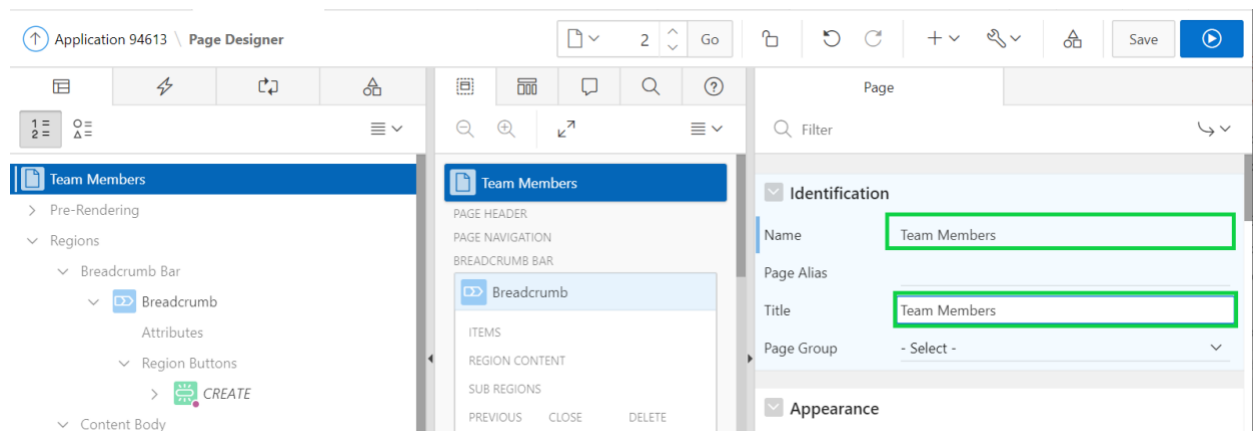 Application 94613 \ Page Designer
2
Go
Save
Page
1 =
2 =
Filter
Team Members
Pre-Rendering
Regions
Breadcrumb Bar
Breadcrumb
Attributes
Region Buttons
CREATE
Content Body
Team Members
PAGE HEADER
PAGE NAVIGATION
BREADCRUMB BAR
Breadcrumb
ITEMS
REGION CONTENT
SUB REGIONS
PREVIOUS CLOSE DELETE
Identification
Name Team Members
Page Alias
Title Team Members
Page Group - Select -
Appearance